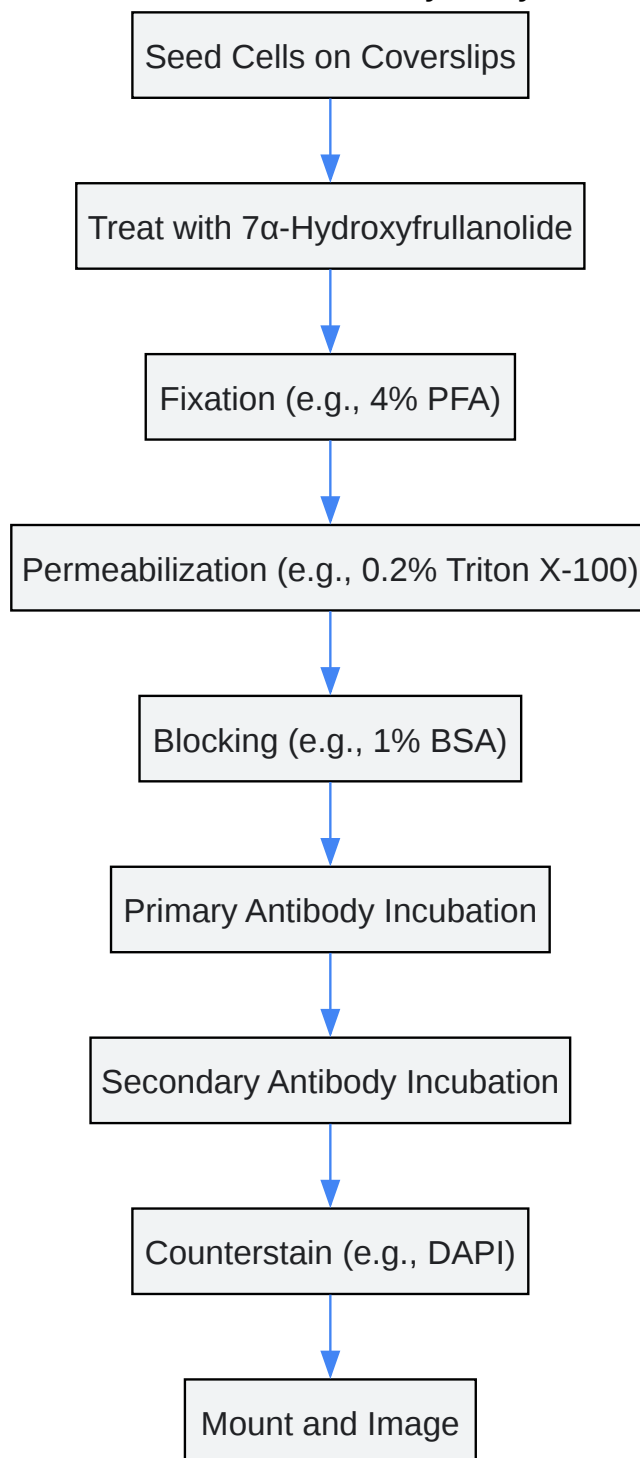 Seed Cells on Coverslips
Treat with 7α-Hydroxyfrullanolide
Fixation (e.g., 4% PFA)
Permeabilization (e.g., 0.2% Triton X-100)
Blocking (e.g., 1% BSA)
Primary Antibody Incubation
Secondary Antibody Incubation
Counterstain (e.g., DAPI)
Mount and Image